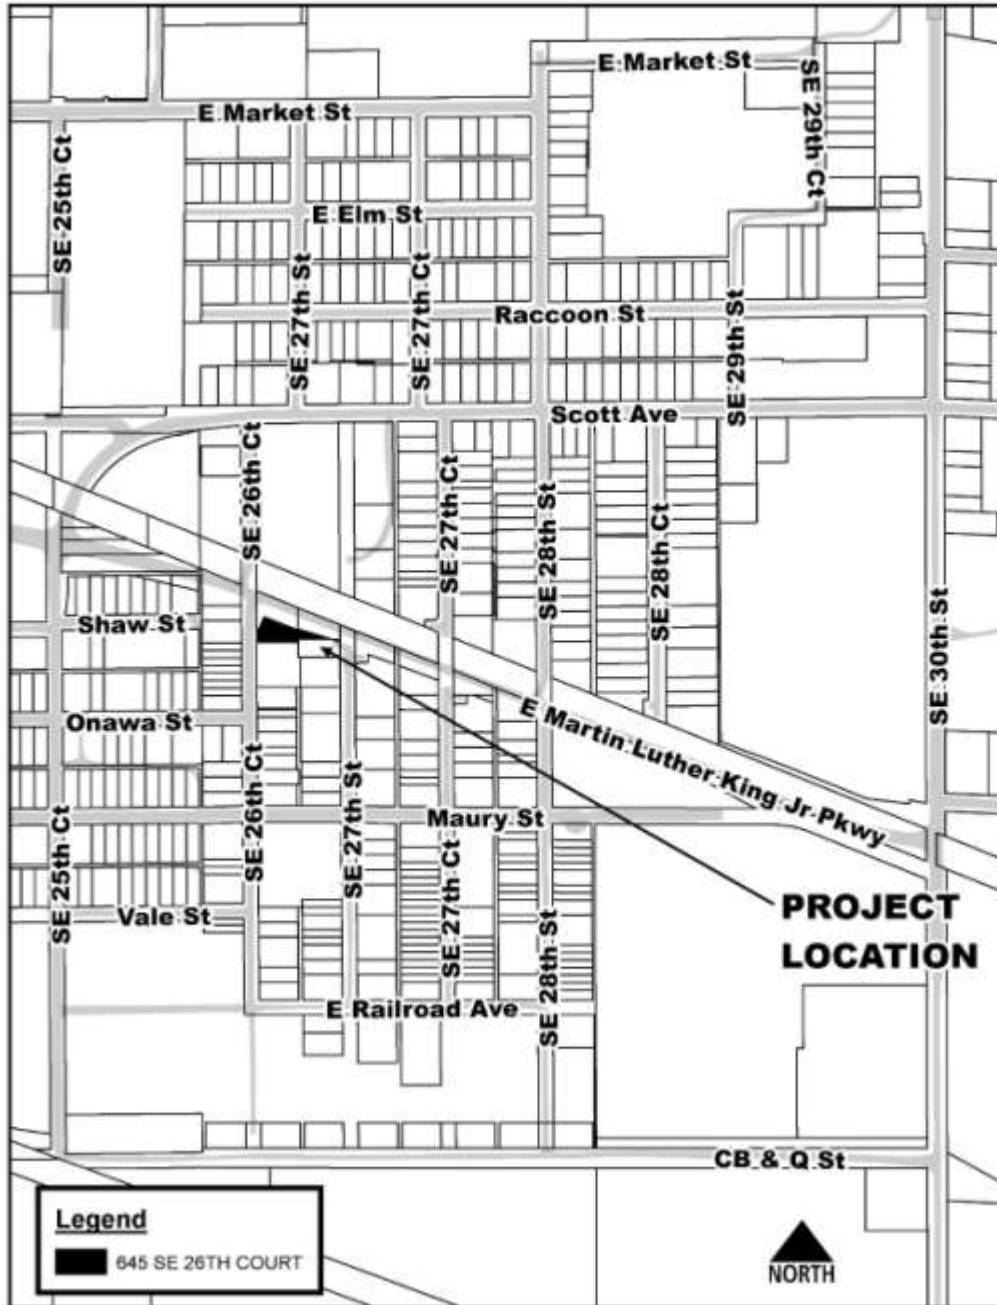 E Market St
E Market St
SE 29th Ct
SE 25th Ct
E Elm St
SE 27th St
SE 27th Ct
Raccoon St
SE 29th St
Scott Ave
SE 26th Ct
SE 27th Ct
SE 28th St
SE 28th Ct
Shaw St
SE 30th St
Onawa St
E Martin Luther King Jr Pkwy
SE 26th Ct
SE 27th St
Maury St
SE 25th Ct
SE 27th Ct
PROJECT
LOCATION
Vale St
SE 28th St
E Railroad Ave
CB & Q St
Legend
645 SE 26TH COURT
NORTH